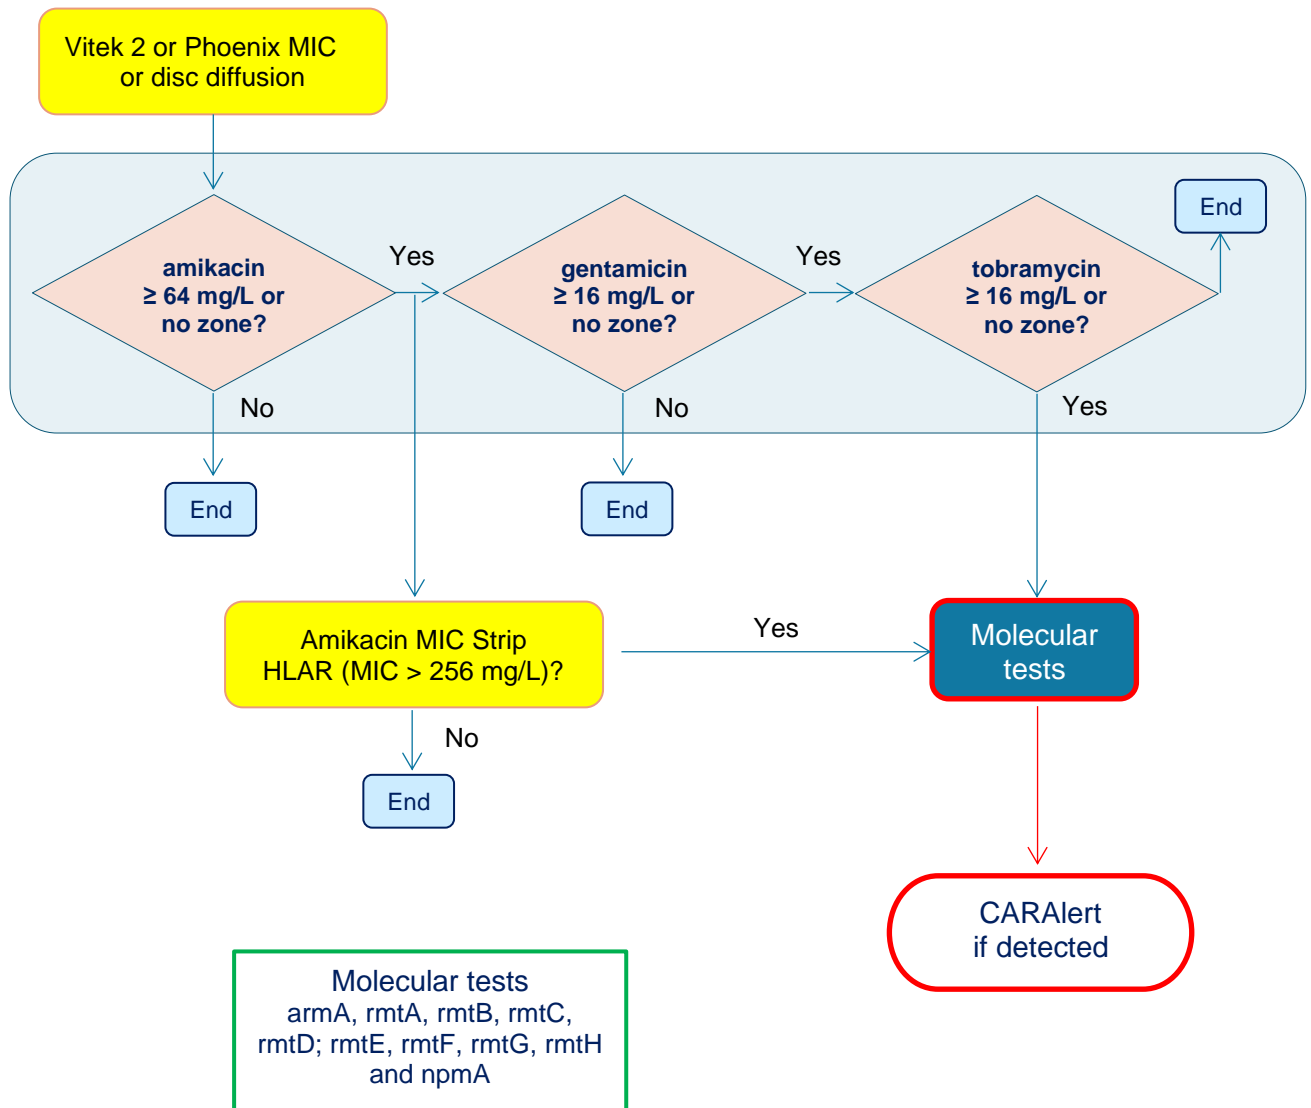 Vitek 2 or Phoenix MIC
or disc diffusion
End
amikacin
≥ 64 mg/L or
no zone?
Yes
gentamicin
≥ 16 mg/L or
no zone?
Yes
tobramycin
≥ 16 mg/L or
no zone?
No
No
Yes
End
End
Amikacin MIC Strip
HLAR (MIC > 256 mg/L)?
Yes
Molecular
tests
No
End
CARAlert
if detected
Molecular tests
armA, rmtA, rmtB, rmtC,
rmtD; rmtE, rmtF, rmtG, rmtH
and npmA